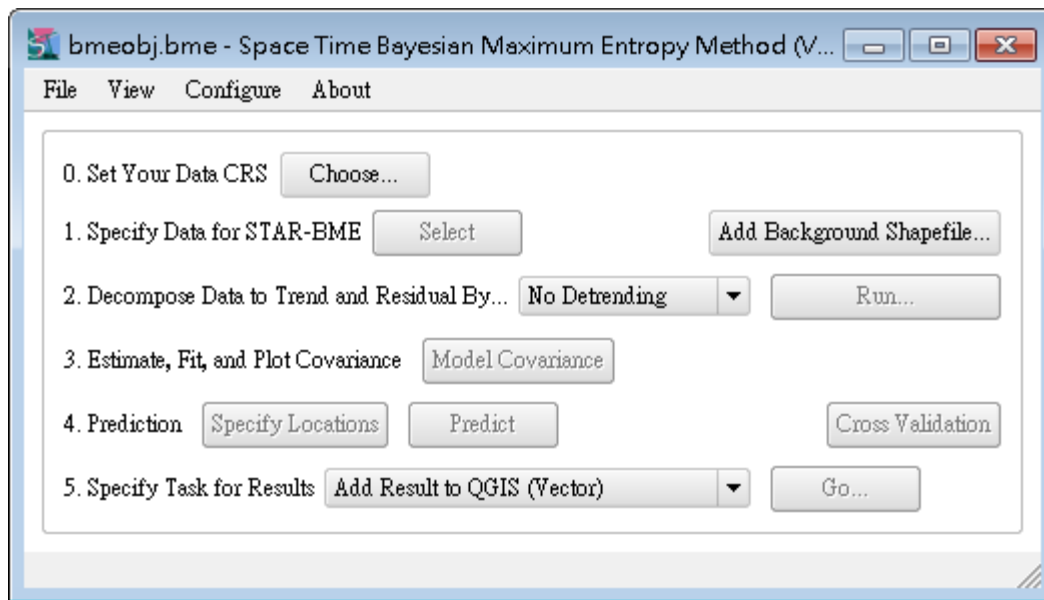 bmeobj.bme - Space Time Bayesian Maximum Entropy Method (V...
File View Configure About
0. Set Your Data CRS Choose...
1. Specify Data for STAR-BME Select Add Background Shapefile...
2. Decompose Data to Trend and Residual By... No Detrending Run...
3. Estimate, Fit, and Plot Covariance Model Covariance
4. Prediction Specify Locations Predict Cross Validation
5. Specify Task for Results Add Result to QGIS (Vector) Go...